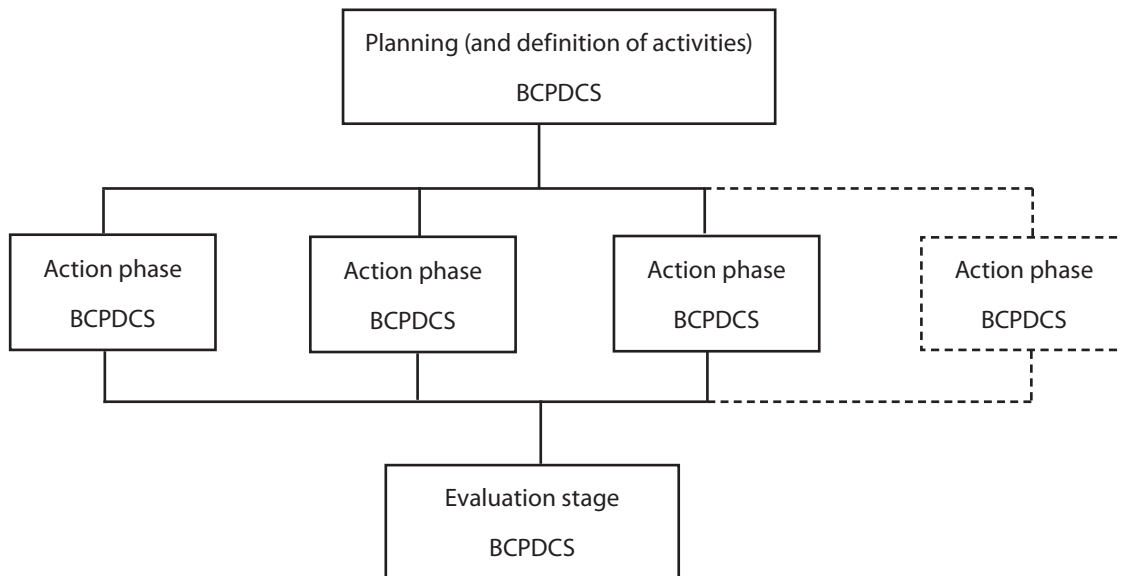 Planning (and definition of activities)
BCPDCS
Action phase
BCPDCS
Action phase
BCPDCS
Action phase
BCPDCS
Action phase
BCPDCS
Evaluation stage
BCPDCS